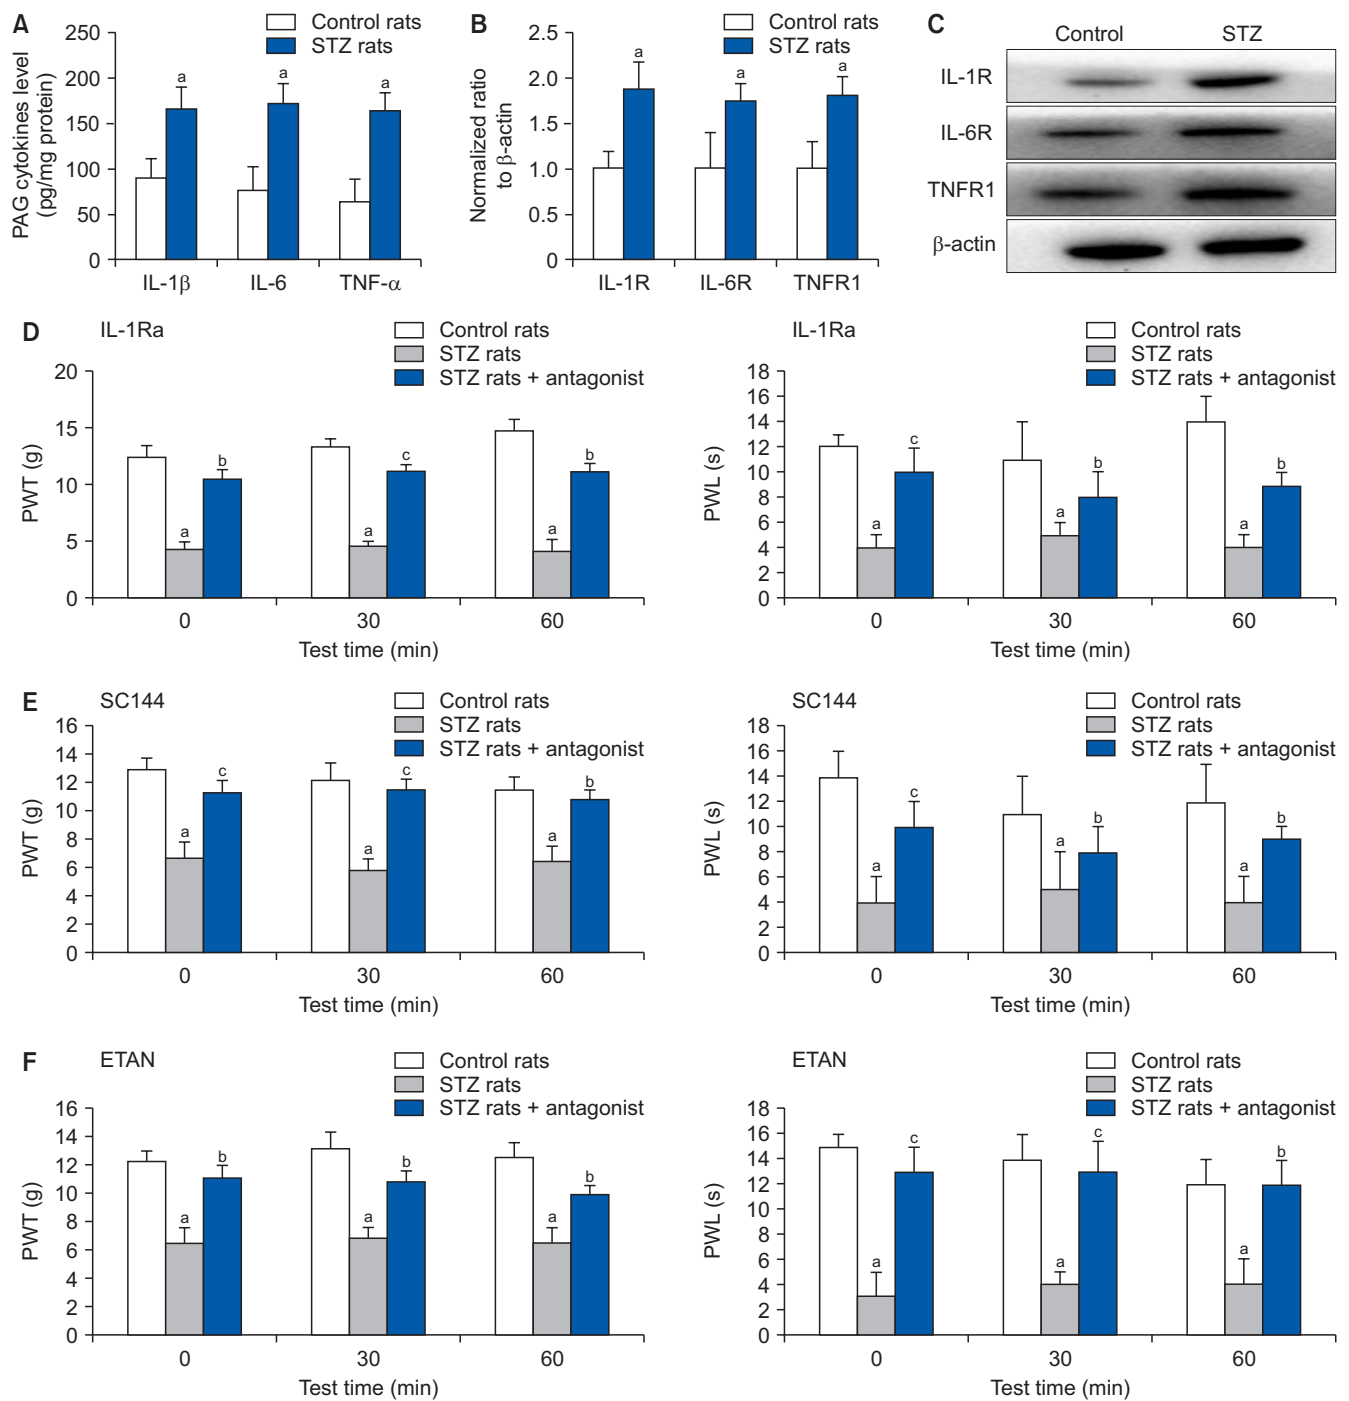 A
Control rats
STZ rats
PAG cytokines level
(pg/mg protein)
250
200
150
100
50
0
a
a
a
IL-1β
IL-6
TNF-α
B
Control rats
STZ rats
Normalized ratio
to β-actin
2.5
2.0
1.5
1.0
0.5
0
a
a
a
IL-1R
IL-6R
TNFR1
C
Control
STZ
IL-1R
IL-6R
TNFR1
β-actin
D
IL-1Ra
Control rats
STZ rats
STZ rats + antagonist
PWT (g)
20
15
10
5
0
a
b
a
c
a
b
0
30
60
Test time (min)
IL-1Ra
Control rats
STZ rats
STZ rats + antagonist
PWL (s)
18
16
14
12
10
8
6
4
2
0
a
c
a
b
a
b
0
30
60
Test time (min)
E
SC144
Control rats
STZ rats
STZ rats + antagonist
PWT (g)
16
14
12
10
8
6
4
2
0
a
c
a
c
a
b
0
30
60
Test time (min)
SC144
Control rats
STZ rats
STZ rats + antagonist
PWL (s)
18
16
14
12
10
8
6
4
2
0
a
c
a
b
a
b
0
30
60
Test time (min)
F
ETAN
Control rats
STZ rats
STZ rats + antagonist
PWT (g)
16
14
12
10
8
6
4
2
0
a
b
a
b
a
b
0
30
60
Test time (min)
ETAN
Control rats
STZ rats
STZ rats + antagonist
PWL (s)
18
16
14
12
10
8
6
4
2
0
a
c
a
c
a
b
0
30
60
Test time (min)